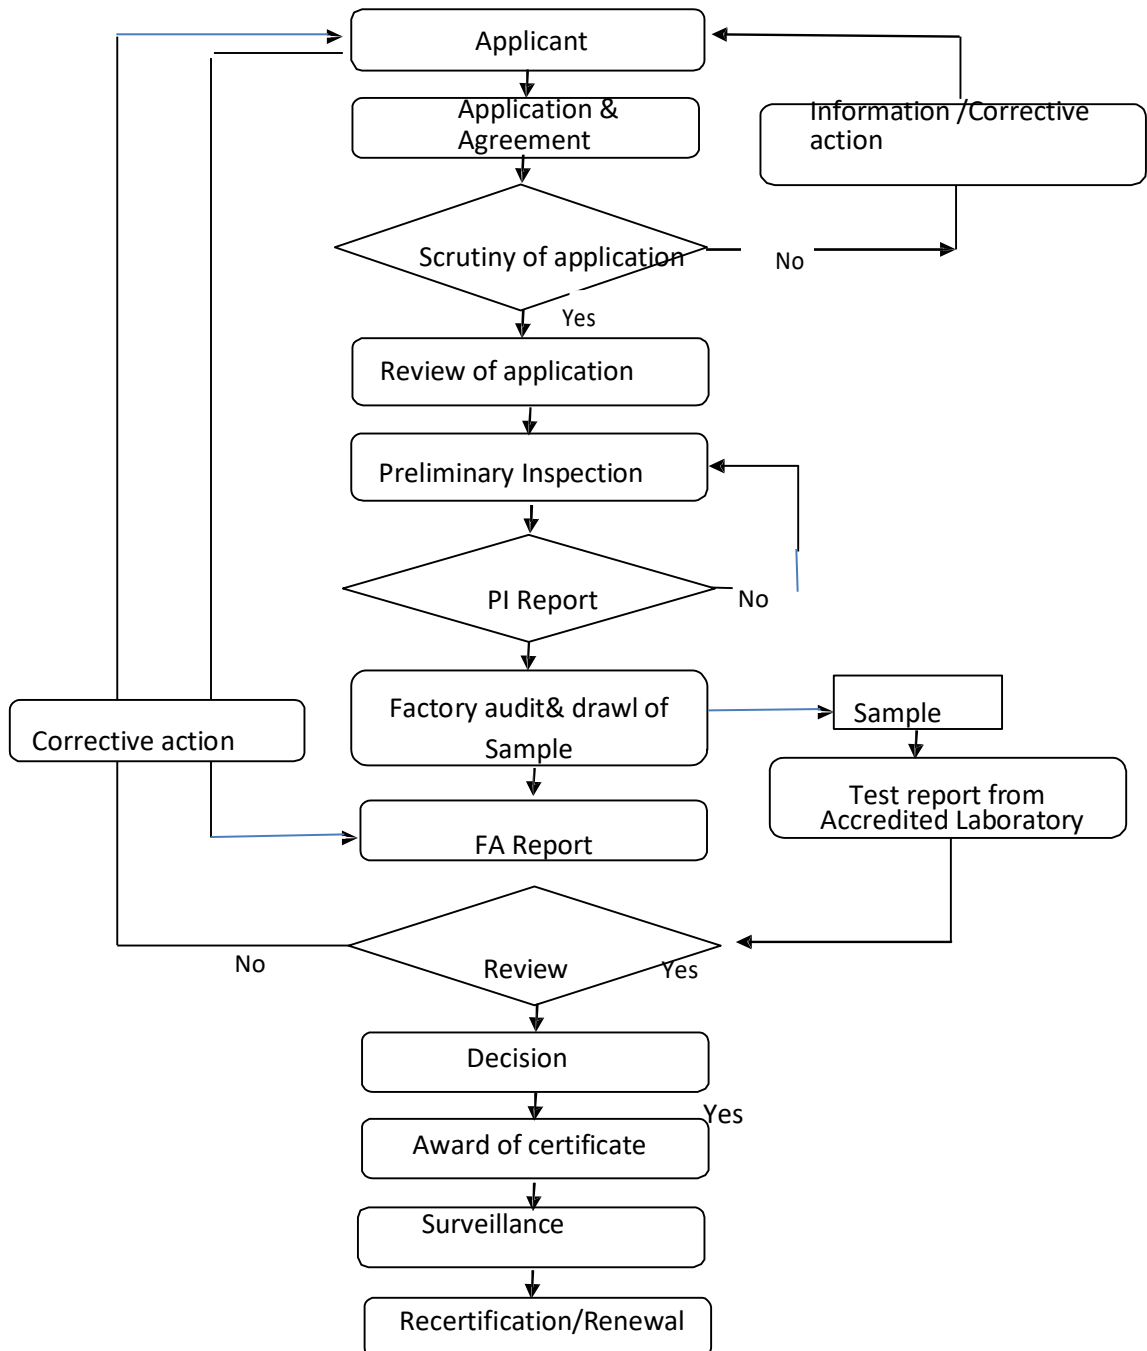 Applicant
Application &
Agreement
Information /Corrective
action
Scrutiny of application
No
Yes
Review of application
Preliminary Inspection
PI Report
No
Factory audit& drawl of
Sample
Sample
Corrective action
Test report from
Accredited Laboratory
FA Report
No
Review
Yes
Decision
Yes
Award of certificate
Surveillance
Recertification/Renewal